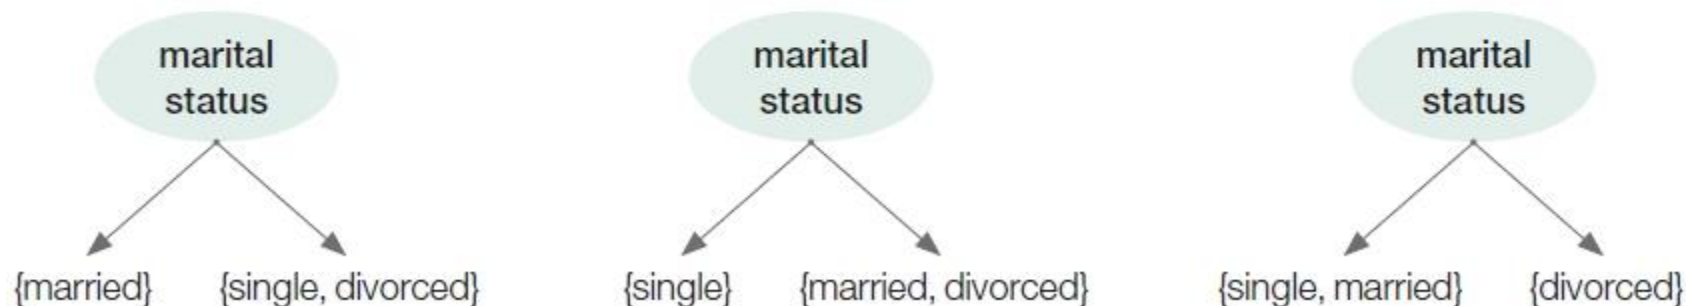 marital
status
{married} {single, divorced}
marital
status
{single} {married, divorced}
marital
status
{single, married} {divorced}